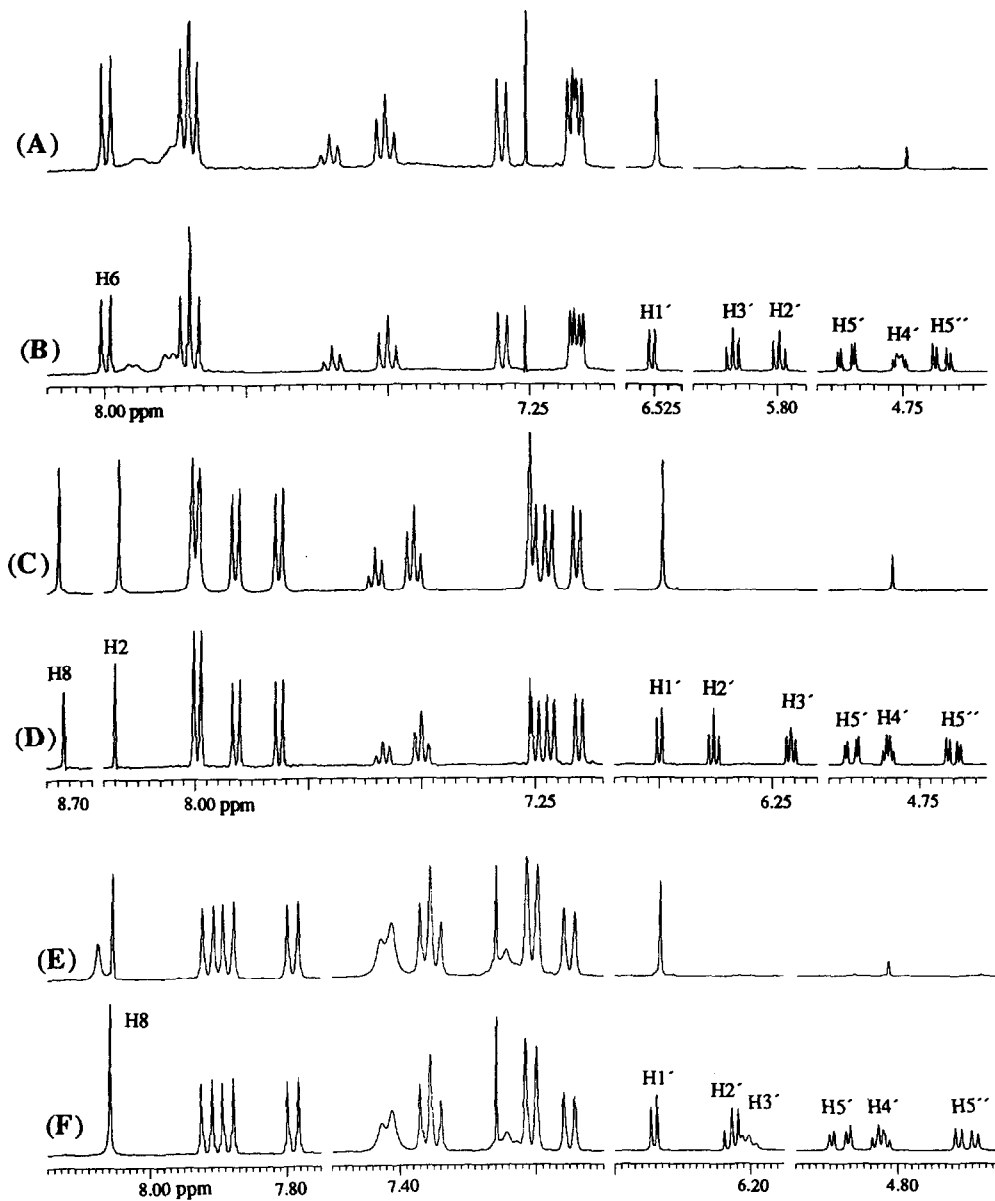 (A)
H6
(B)
H1´ H3´ H2´ H5´ H4´ H5´´
8.00 ppm 7.25 6.525 5.80 4.75
(C)
H8 H2
(D)
H1´ H2´ H3´ H5´ H4´ H5´´
8.70 8.00 ppm 7.25 6.25 4.75
(E)
H8
(F)
H1´ H2´ H3´ H5´ H4´ H5´´
8.00 ppm 7.80 7.40 6.20 4.80